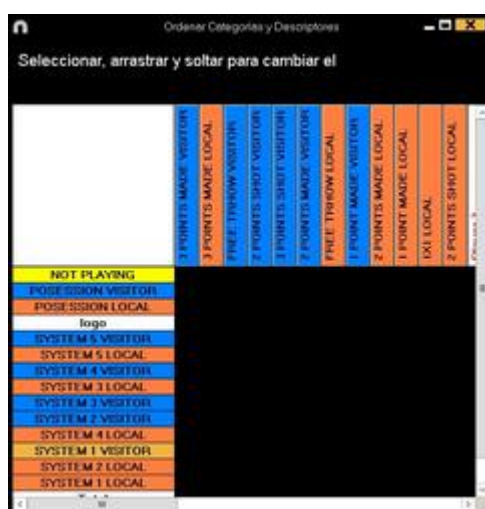 Ordenar Categorias y Descriptores
Seleccionar, arrastrar y soltar para cambiar el
3 POINTS MADE VISITOR
3 POINTS MADE LOCAL
FREE TRHOW VISITOR
2 POINTS SHOT VISITOR
3 POINTS SHOT VISITOR
2 POINTS MADE VISITOR
FREE TRHOW LOCAL
1 POINT MADE VISITOR
2 POINTS MADE LOCAL
1 POINT MADE LOCAL
1X1 LOCAL
2 POINTS SHOT LOCAL
NOT PLAYING
POSESSION VISITOR
POSESSION LOCAL
logo
SYSTEM 5 VISITOR
SYSTEM 5 LOCAL
SYSTEM 4 VISITOR
SYSTEM 3 LOCAL
SYSTEM 3 VISITOR
SYSTEM 2 VISITOR
SYSTEM 4 LOCAL
SYSTEM 1 VISITOR
SYSTEM 2 LOCAL
SYSTEM 1 LOCAL